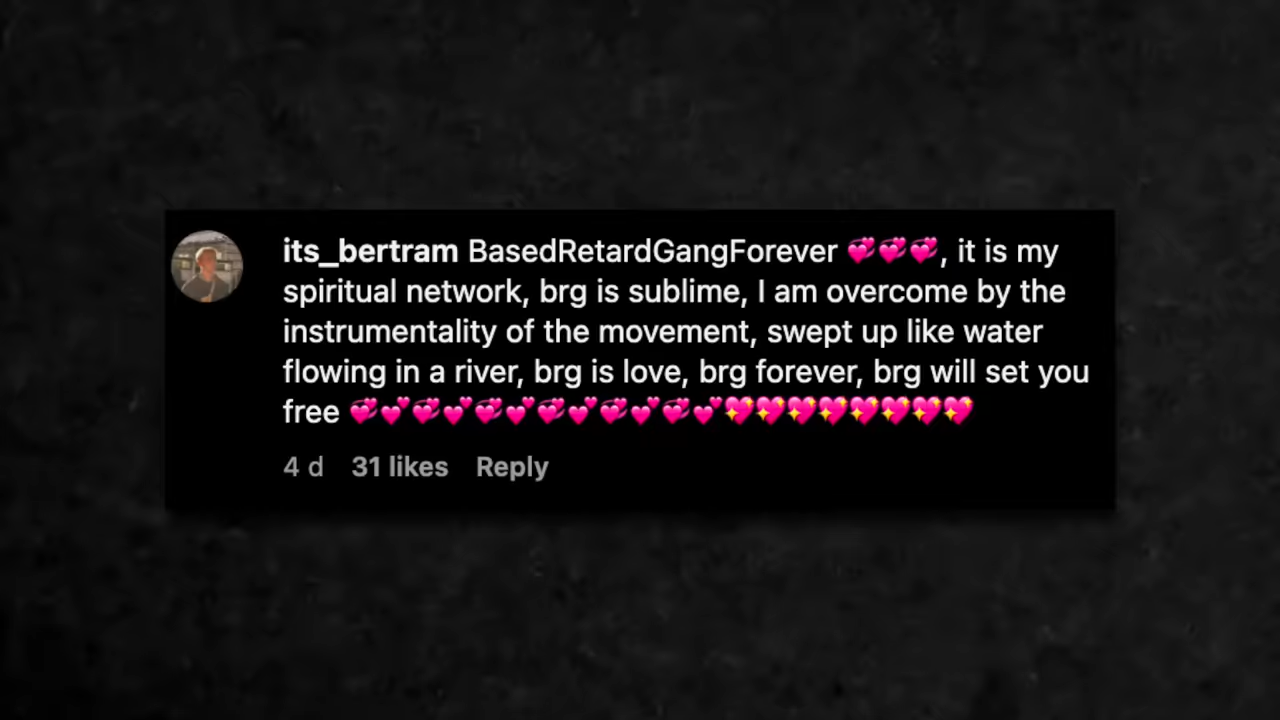 its_bertram BasedRetardGangForever 💞💞💞, it is my
spiritual network, brg is sublime, I am overcome by the
instrumentality of the movement, swept up like water
flowing in a river, brg is love, brg forever, brg will set you
free 💞💕💞💕💞💕💞💕💞💕💞💕💖💖💖💖💖💖💖💖
4 d 31 likes Reply